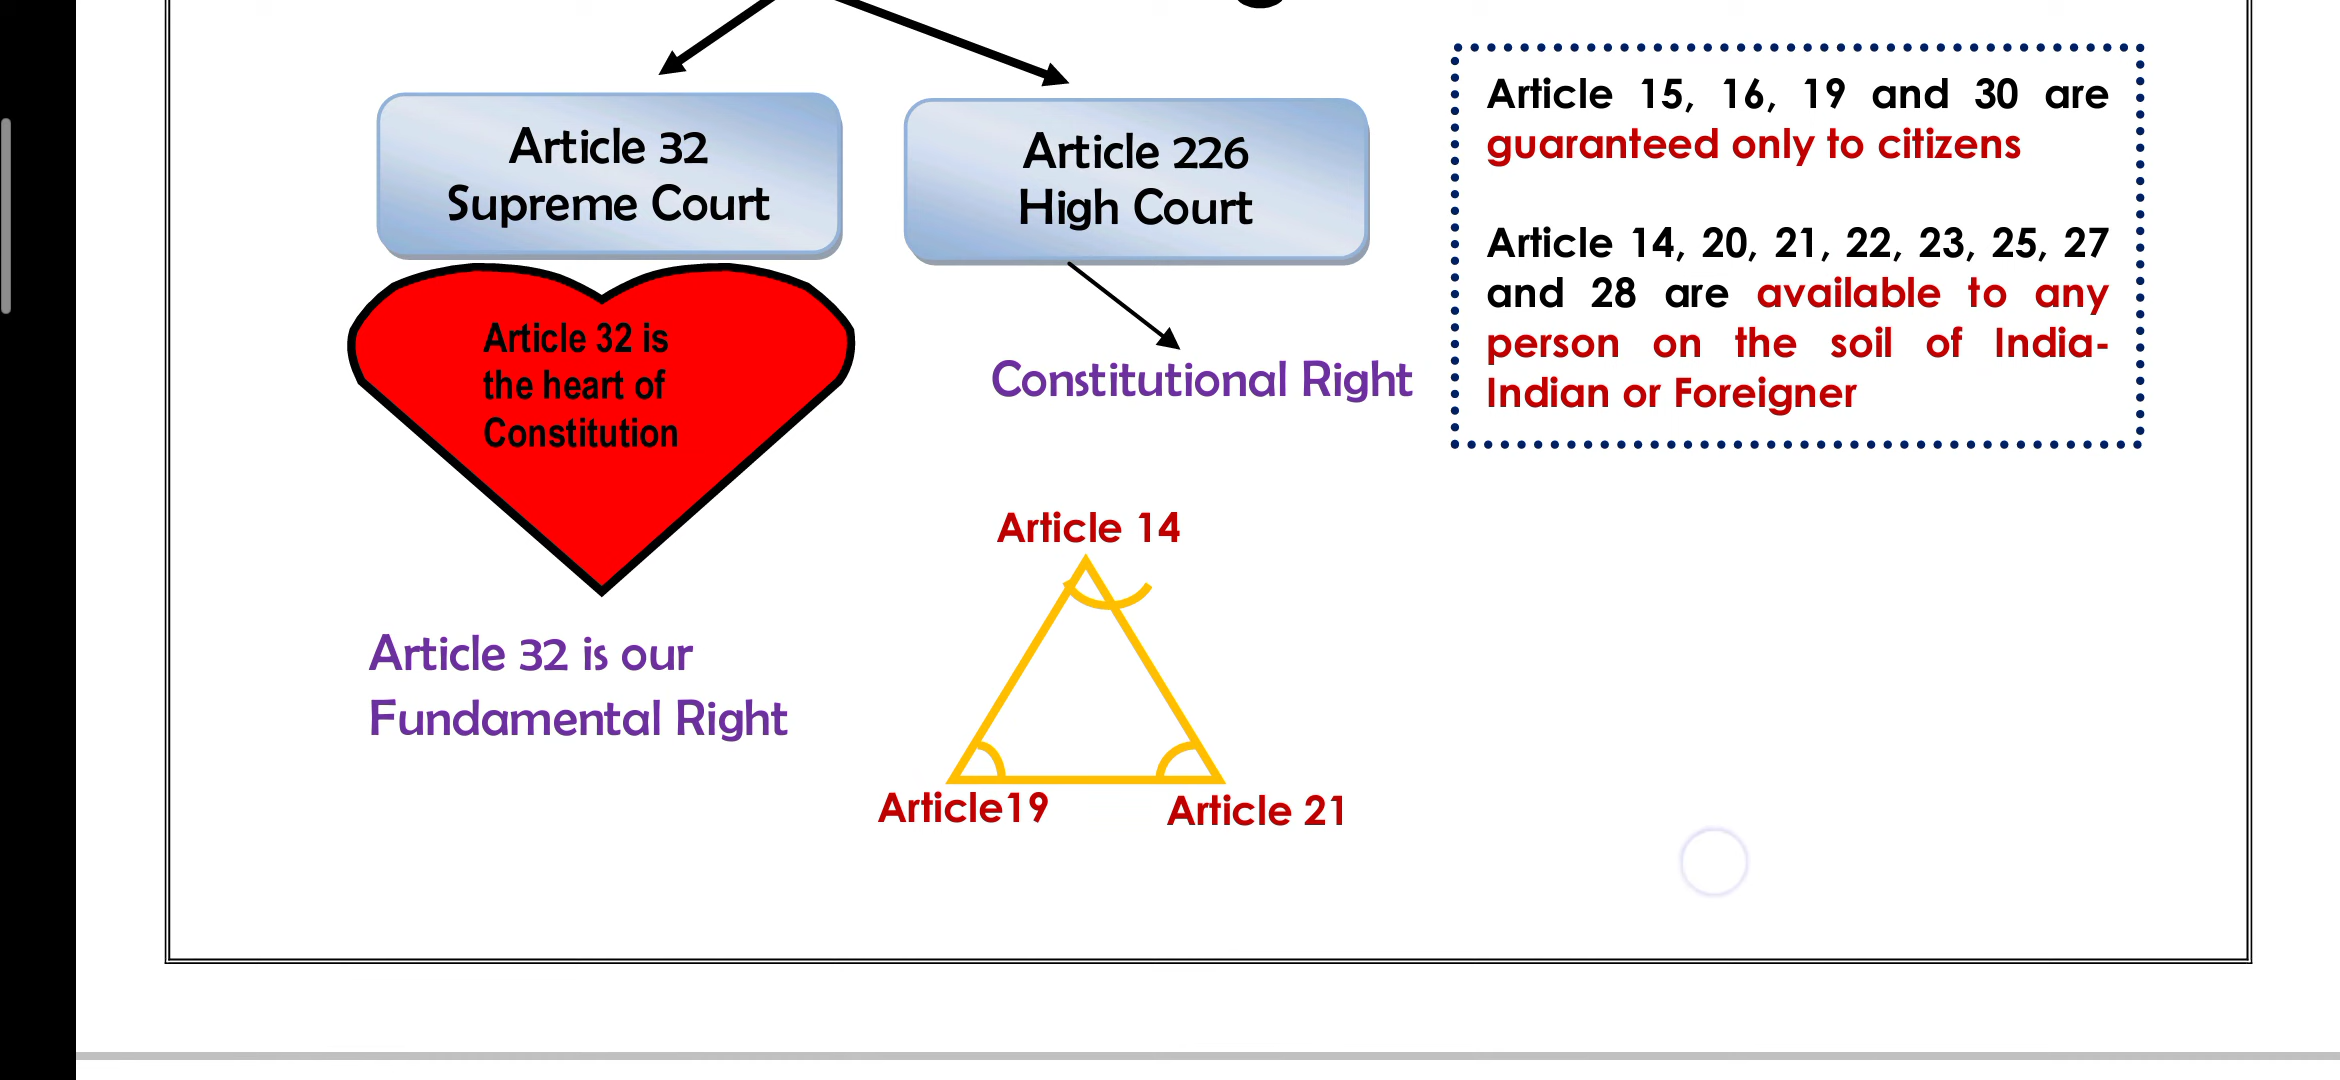 Article 32
Supreme Court
Article 226
High Court
Article 32 is
the heart of
Constitution
Constitutional Right
Article 32 is our
Fundamental Right
Article 14
Article19
Article 21
Article 15, 16, 19 and 30 are
guaranteed only to citizens
Article 14, 20, 21, 22, 23, 25, 27
and 28 are available to any
person on the soil of India-
Indian or Foreigner